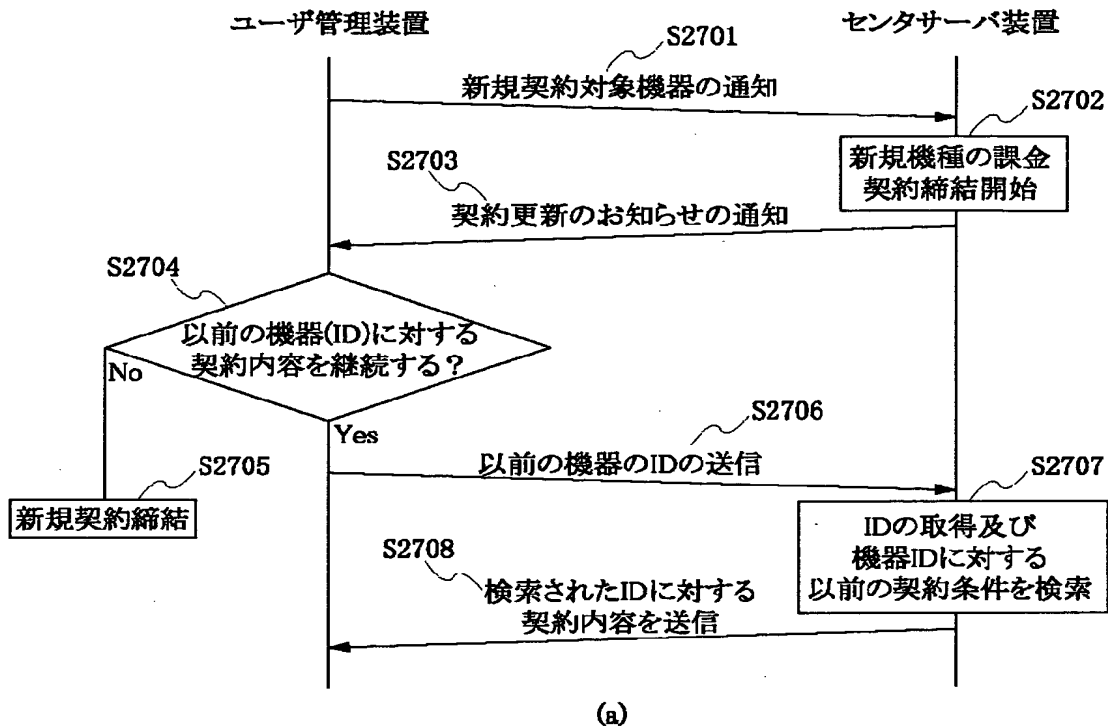 ユーザ管理装置
センタサーバ装置
S2701
新規契約対象機器の通知
S2702
新規機種の課金
契約締結開始
S2703
契約更新のお知らせの通知
S2704
以前の機器(ID)に対する
契約内容を継続する?
No
Yes
S2705
新規契約締結
S2706
以前の機器のIDの送信
S2707
IDの取得及び
機器IDに対する
以前の契約条件を検索
S2708
検索されたIDに対する
契約内容を送信
(a)